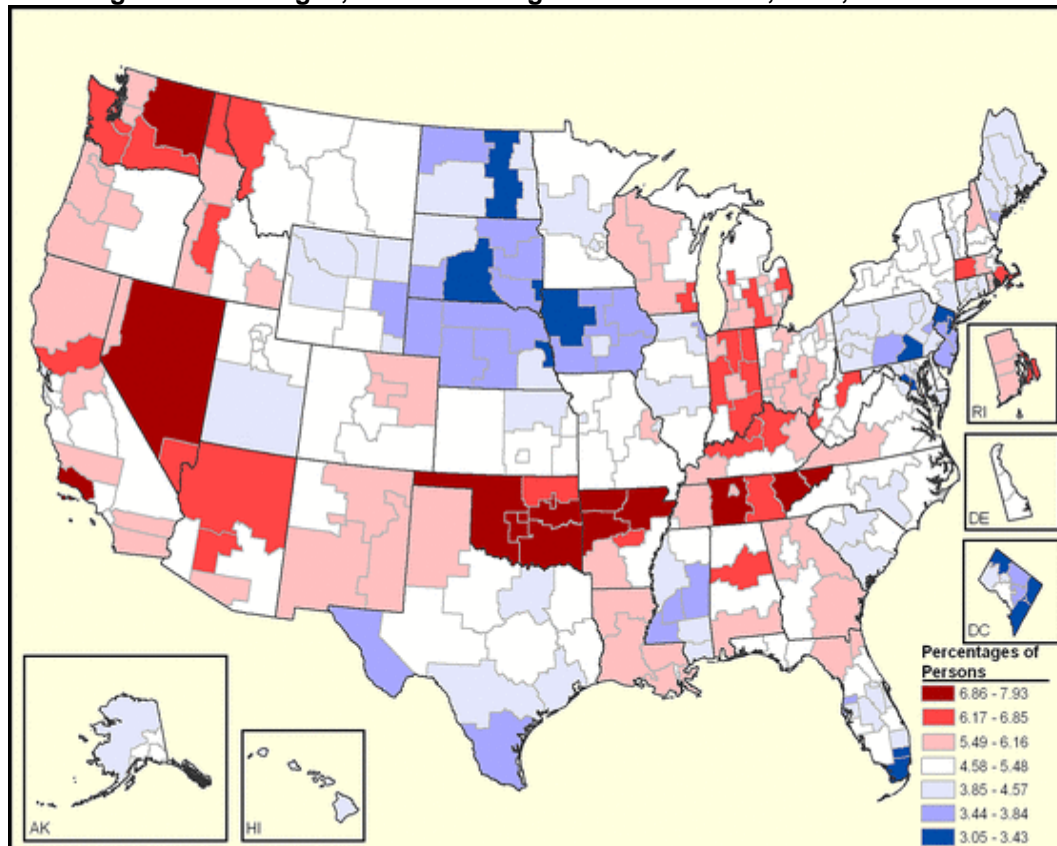 RI
DE
DC
AK
HI
Percentages of
Persons
6.86 - 7.93
6.17 - 6.85
5.49 - 6.16
4.58 - 5.48
3.85 - 4.57
3.44 - 3.84
3.05 - 3.43